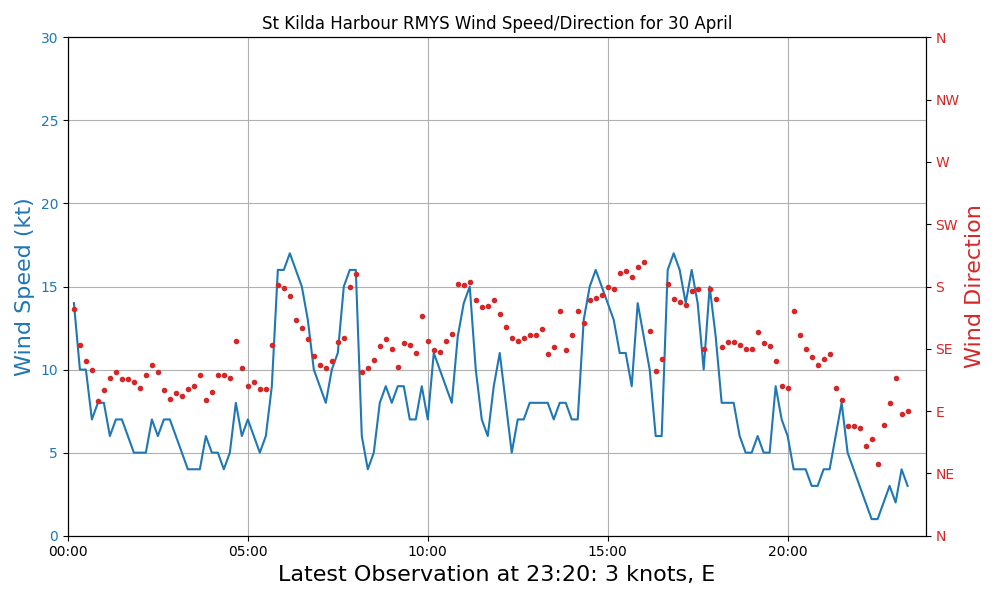 St Kilda Harbour RMYS Wind Speed/Direction for 30 April
Wind Speed (kt)
30
25
20
15
10
5
0
N
NW
W
SW
S
SE
E
NE
N
Wind Direction
00:00 05:00 10:00 15:00 20:00
Latest Observation at 23:20: 3 knots, E